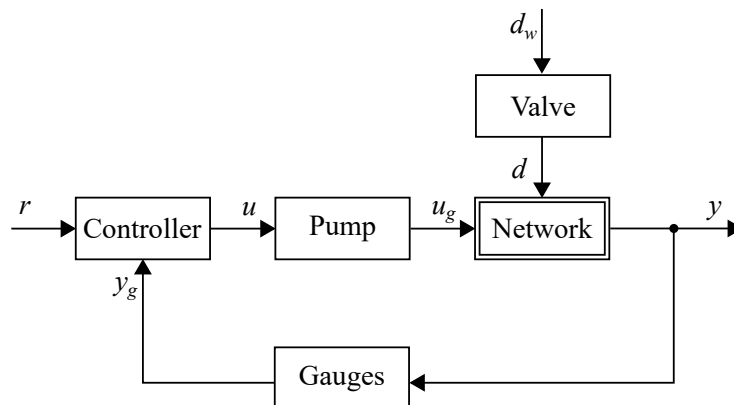 d_w
Valve
d
r
Controller
u
Pump
u_g
Network
y
y_g
Gauges